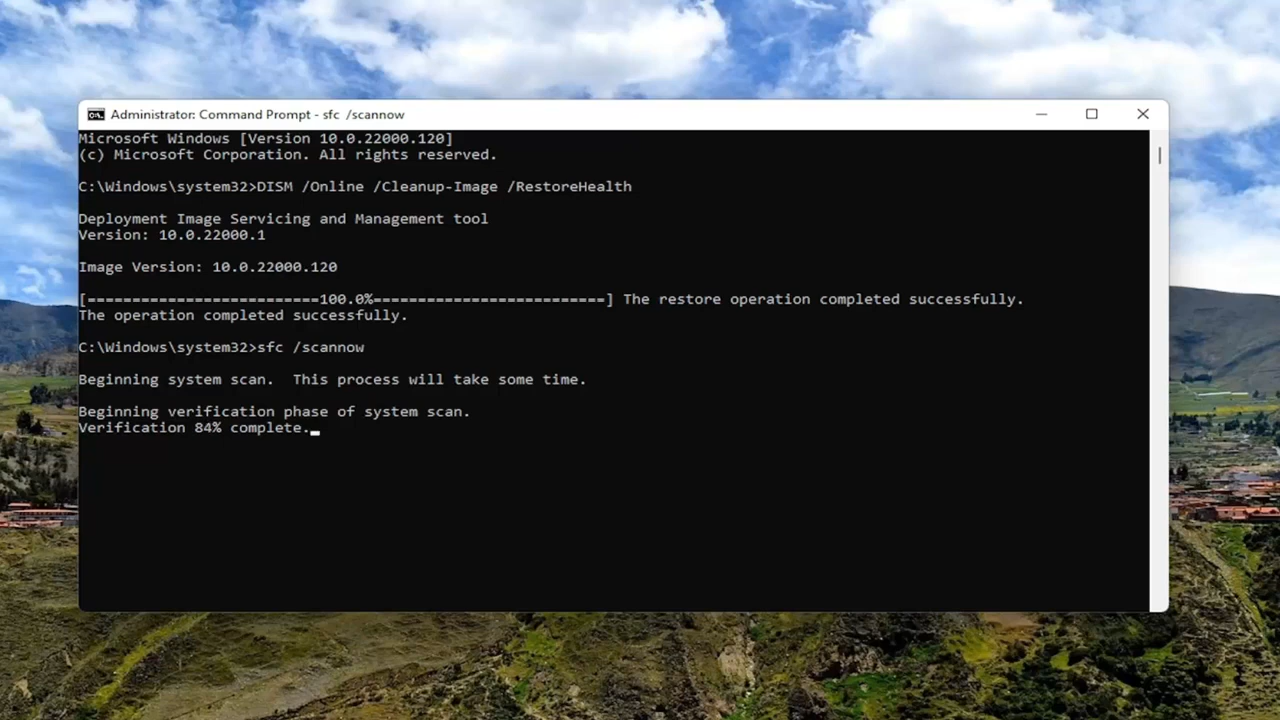 Administrator: Command Prompt - sfc  /scannow
Microsoft Windows [Version 10.0.22000.120]
(c) Microsoft Corporation. All rights reserved.
C:\Windows\system32>DISM /Online /Cleanup-Image /RestoreHealth
Deployment Image Servicing and Management tool
Version: 10.0.22000.1
Image Version: 10.0.22000.120
[==========================100.0%==========================] The restore operation completed successfully.
The operation completed successfully.
C:\Windows\system32>sfc /scannow
Beginning system scan.  This process will take some time.
Beginning verification phase of system scan.
Verification 84% complete.